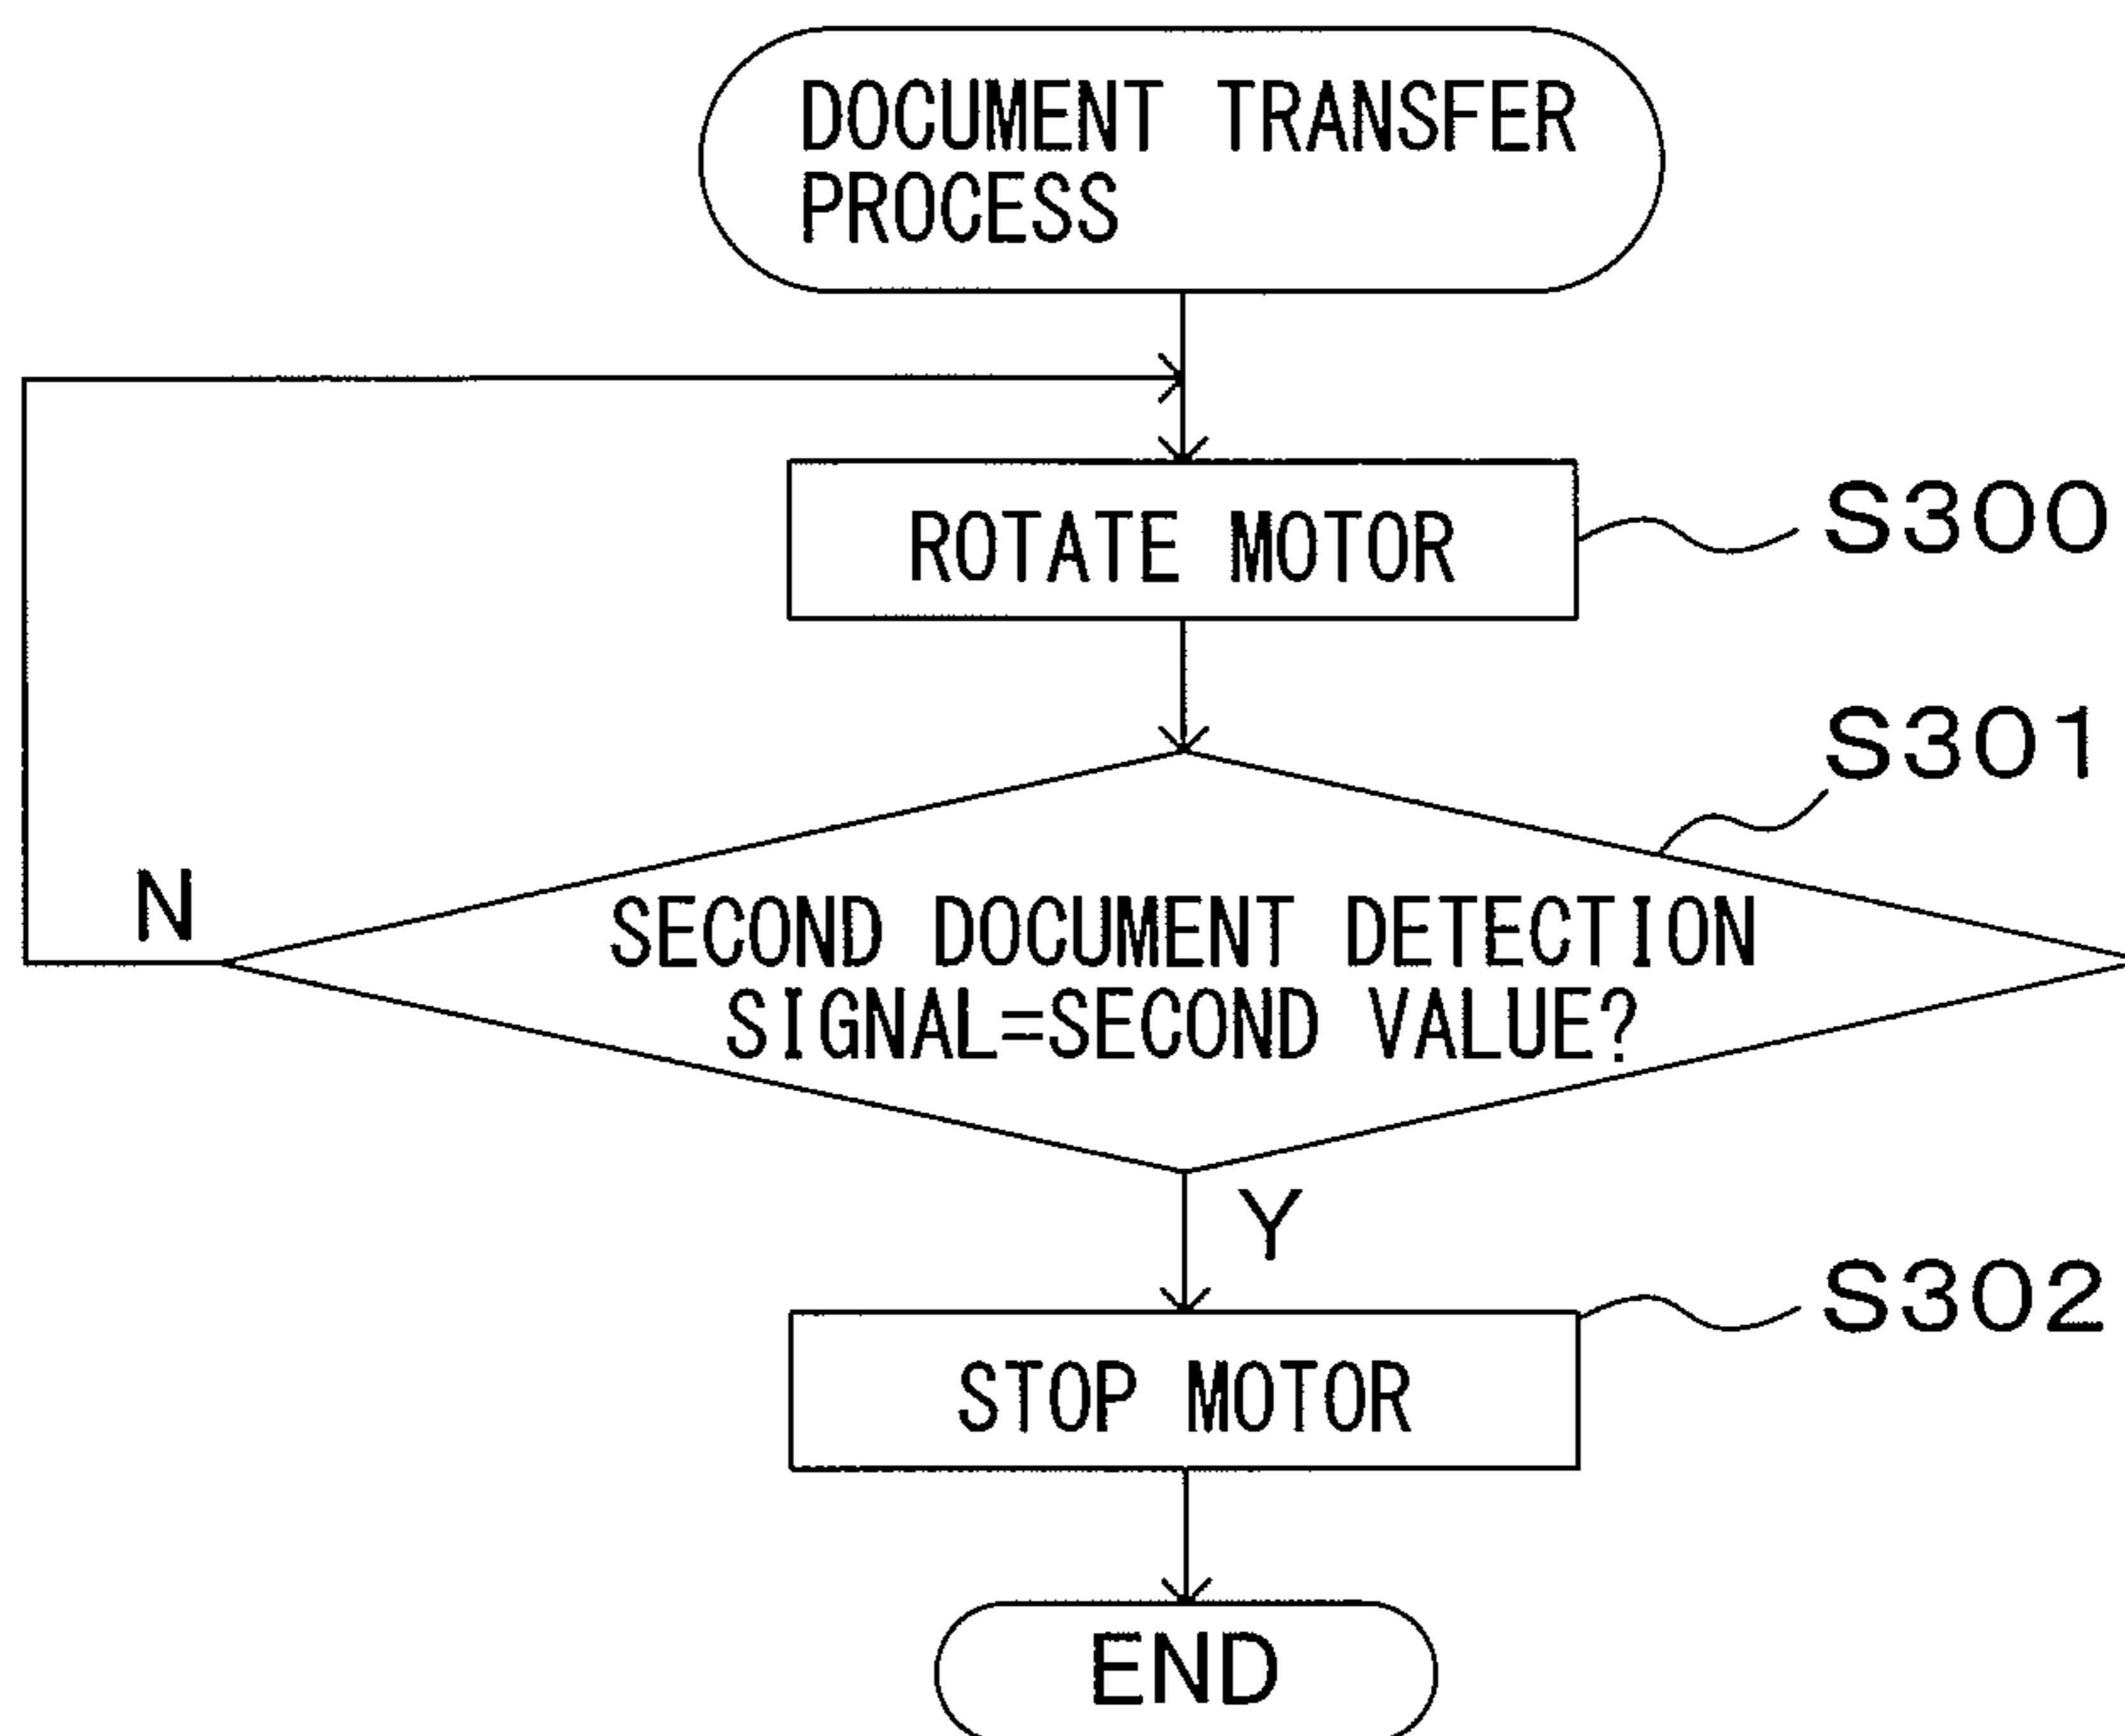 DOCUMENT TRANSFER
PROCESS
ROTATE MOTOR
S300
S301
N
SECOND DOCUMENT DETECTION
SIGNAL=SECOND VALUE?
Y
S302
STOP MOTOR
END